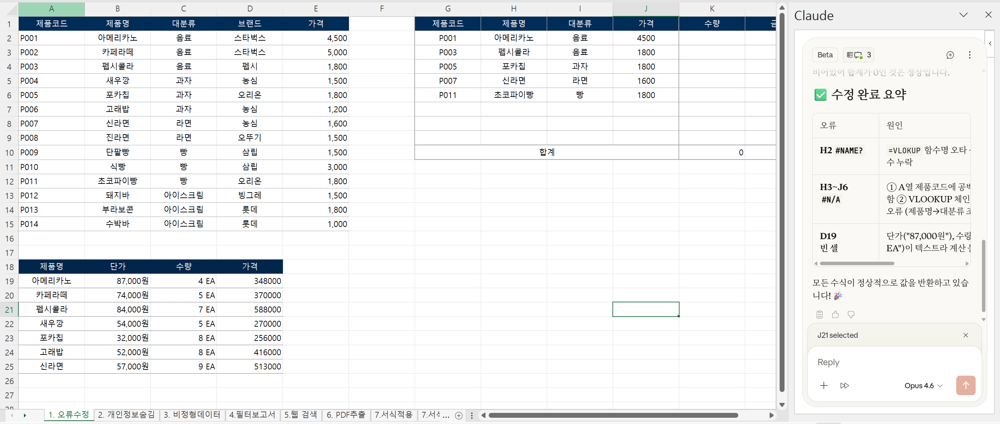 A B C D E F G H I J K
1 제품코드 제품명 대분류 브랜드 가격 제품코드 제품명 대분류 가격 수량
2 P001 아메리카노 음료 스타벅스 4,500 P001 아메리카노 음료 4500
3 P002 카페라떼 음료 스타벅스 5,000 P003 펩시콜라 음료 1800
4 P003 펩시콜라 음료 펩시 1,800 P005 포카칩 과자 1800
5 P004 새우깡 과자 농심 1,500 P007 신라면 라면 1600
6 P005 포카칩 과자 오리온 1,800 P011 초코파이빵 빵 1800
7 P006 고래밥 과자 농심 1,200
8 P007 신라면 라면 농심 1,600
9 P008 진라면 라면 오뚜기 1,500
10 P009 단팥빵 빵 삼립 1,500 합계 0
11 P010 식빵 빵 삼립 3,000
12 P011 초코파이빵 빵 오리온 1,800
13 P012 돼지바 아이스크림 빙그레 1,500
14 P013 부라보콘 아이스크림 롯데 1,800
15 P014 수박바 아이스크림 롯데 1,000
16
17
18 제품명 단가 수량 가격
19 아메리카노 87,000원 4 EA 348000
20 카페라떼 74,000원 5 EA 370000
21 펩시콜라 84,000원 7 EA 588000
22 새우깡 54,000원 5 EA 270000
23 포카칩 32,000원 8 EA 256000
24 고래밥 52,000원 8 EA 416000
25 신라면 57,000원 9 EA 513000
26
27
28
1. 오류수정 2. 개인정보숨김 3. 비정형데이터 4.필터보고서 5.웹 검색 6. PDF추출 7.서식적용 7.서식 ...
Claude
Beta 3
비어있어 합계가 0인 것은 정상입니다.
✅ 수정 완료 요약
오류 원인
H2 #NAME? =VLOKUP 함수명 오타
수 누락
H3~J6 ① A열 제품코드에 공백
#N/A 함 ② VLOOKUP 체인
오류 (제품명→대분류
D19 단가("87,000원"), 수량
빈 셀 EA")이 텍스트라 계산
모든 수식이 정상적으로 값을 반환하고 있습
니다! 🎉
J21 selected
Reply
Opus 4.6